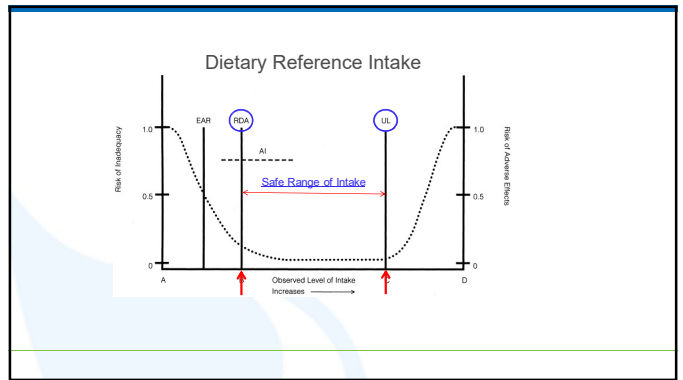 Dietary Reference Intake
EAR
RDA
UL
1.0
1.0
AI
Safe Range of Intake
Risk of Inadequacy
Risk of Adverse Effects
0.5
0.5
0
0
A
Observed Level of Intake
D
Increases